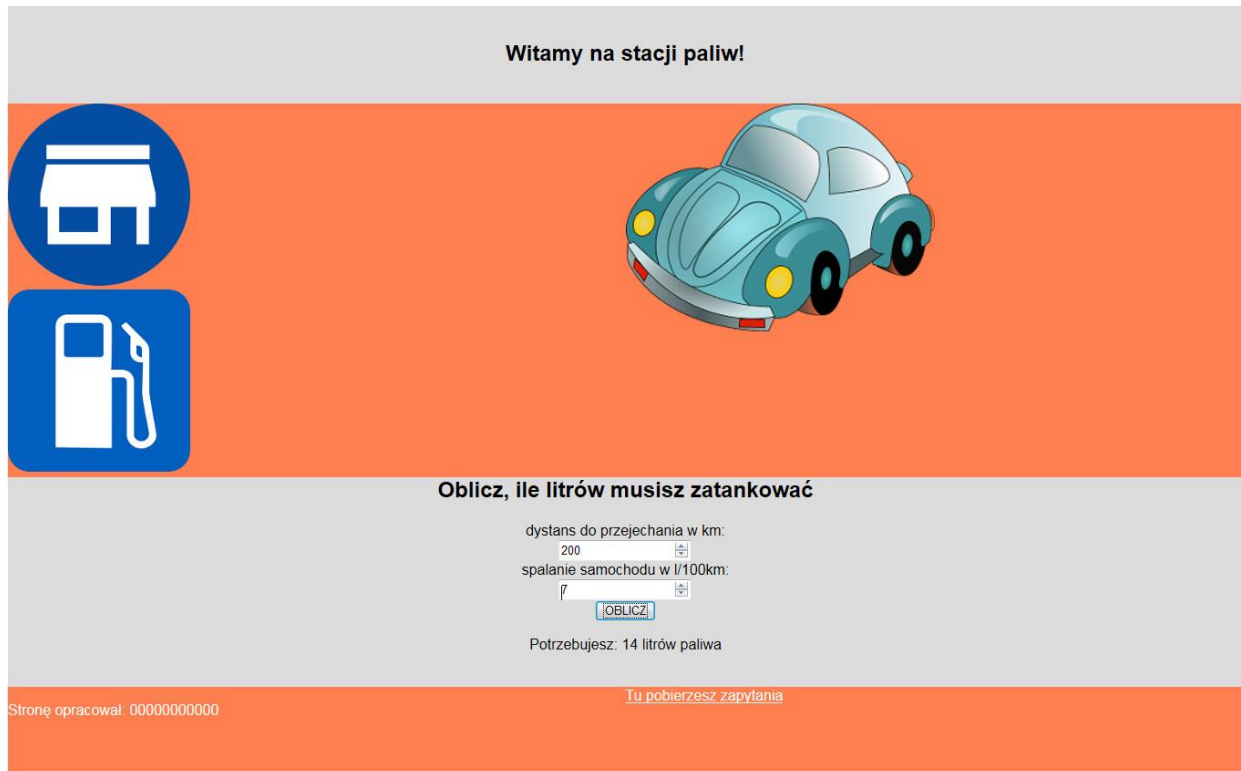 Witamy na stacji paliw!
Oblicz, ile litrów musisz zatankować
dystans do przejechania w km:
200
spalanie samochodu w l/100km:
7
OBLICZ
Potrzebujesz: 14 litrów paliwa
Tu pobierzesz zapytania
Stronę opracował: 00000000000